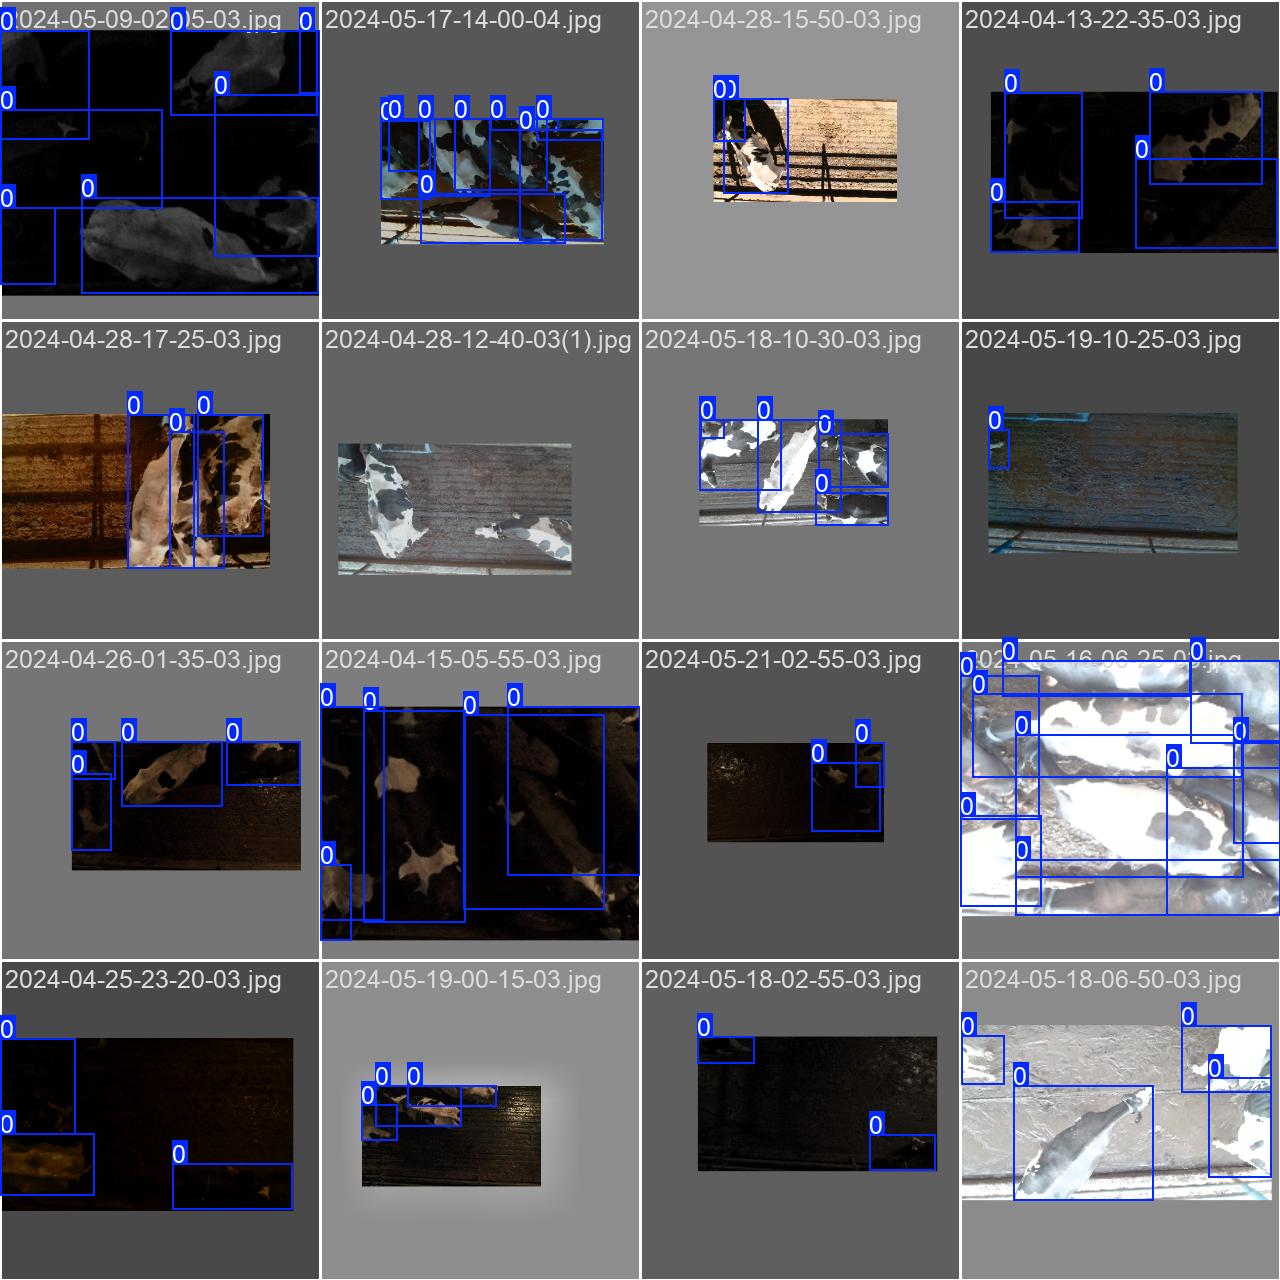 2024-05-09-02-05-03.jpg
2024-05-17-14-00-04.jpg
2024-04-28-15-50-03.jpg
2024-04-13-22-35-03.jpg
0 0 0 0 0 0 0
0 0 0 0 0 0 0 0
0 0
0 0 0 0
2024-04-28-17-25-03.jpg
2024-04-28-12-40-03(1).jpg
2024-05-18-10-30-03.jpg
2024-05-19-10-25-03.jpg
0 0 0
0 0 0 0
0
2024-04-26-01-35-03.jpg
2024-04-15-05-55-03.jpg
2024-05-21-02-55-03.jpg
2024-05-16-06-25-03.jpg
0 0 0 0
0 0 0 0 0
0 0
0 0 0 0 0 0 0 0 0
2024-04-25-23-20-03.jpg
2024-05-19-00-15-03.jpg
2024-05-18-02-55-03.jpg
2024-05-18-06-50-03.jpg
0 0 0
0 0 0
0 0
0 0 0 0